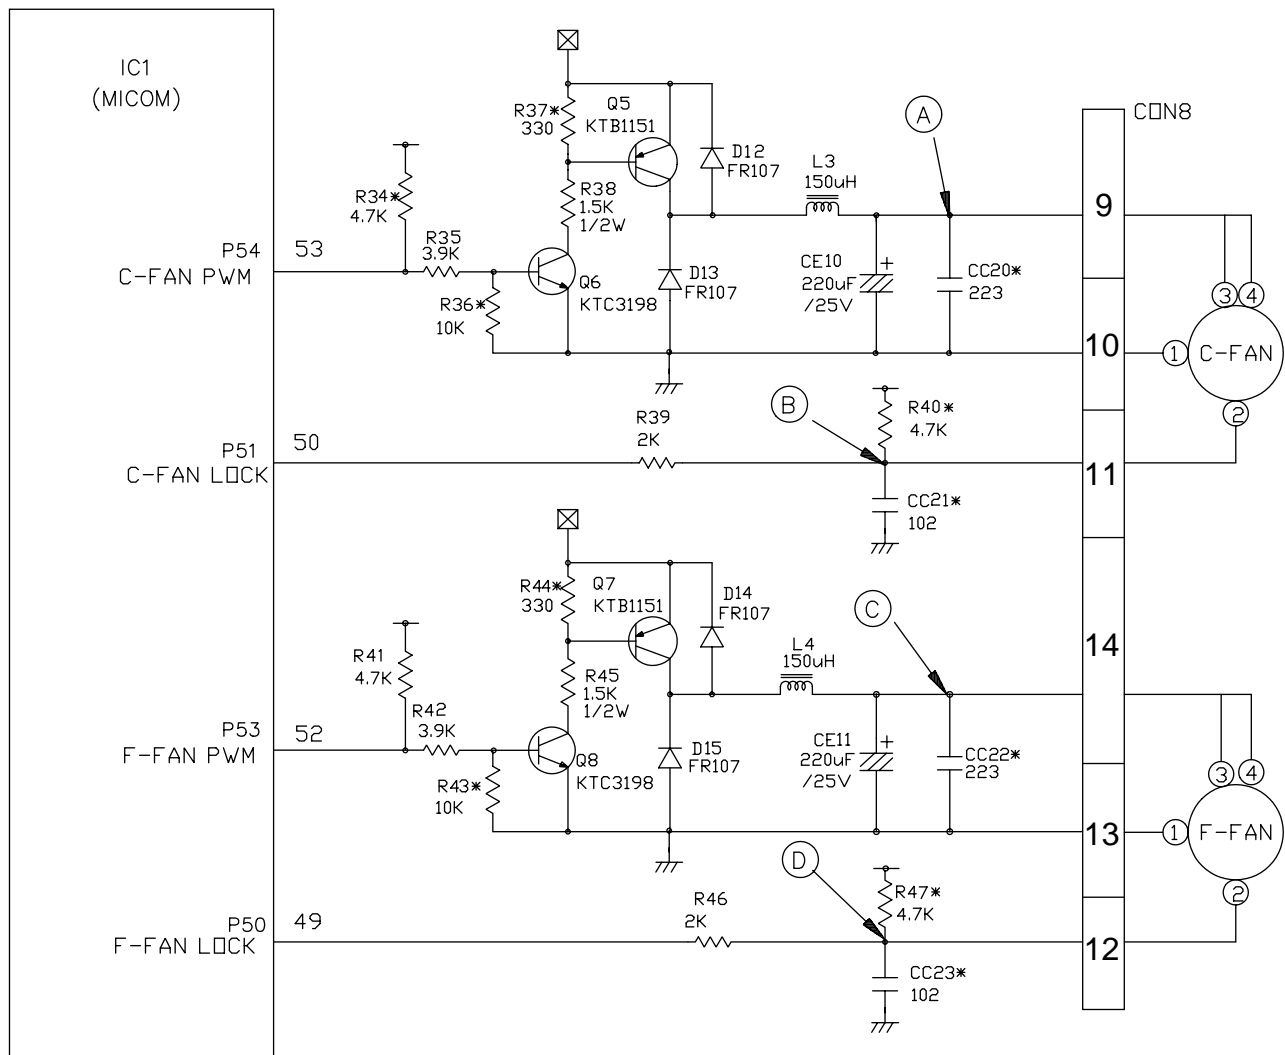 IC1
(MICOM)
P54
C-FAN PWM
53
R34*
4.7K
R35
3.9K
R36*
10K
R37*
330
Q5
KTB1151
R38
1.5K
1/2W
Q6
KTC3198
D12
FR107
D13
FR107
L3
150uH
A
CE10
+
220uF
/25V
CC20*
223
CON8
9
10
3
4
1
C-FAN
2
P51
C-FAN LOCK
50
R39
2K
B
R40*
4.7K
CC21*
102
11
R41
4.7K
P53
F-FAN PWM
52
R42
3.9K
R43*
10K
R44*
330
Q7
KTB1151
R45
1.5K
1/2W
Q8
KTC3198
D14
FR107
D15
FR107
L4
150uH
C
CE11
+
220uF
/25V
CC22*
223
14
13
3
4
1
F-FAN
2
P50
F-FAN LOCK
49
R46
2K
D
R47*
4.7K
CC23*
102
12